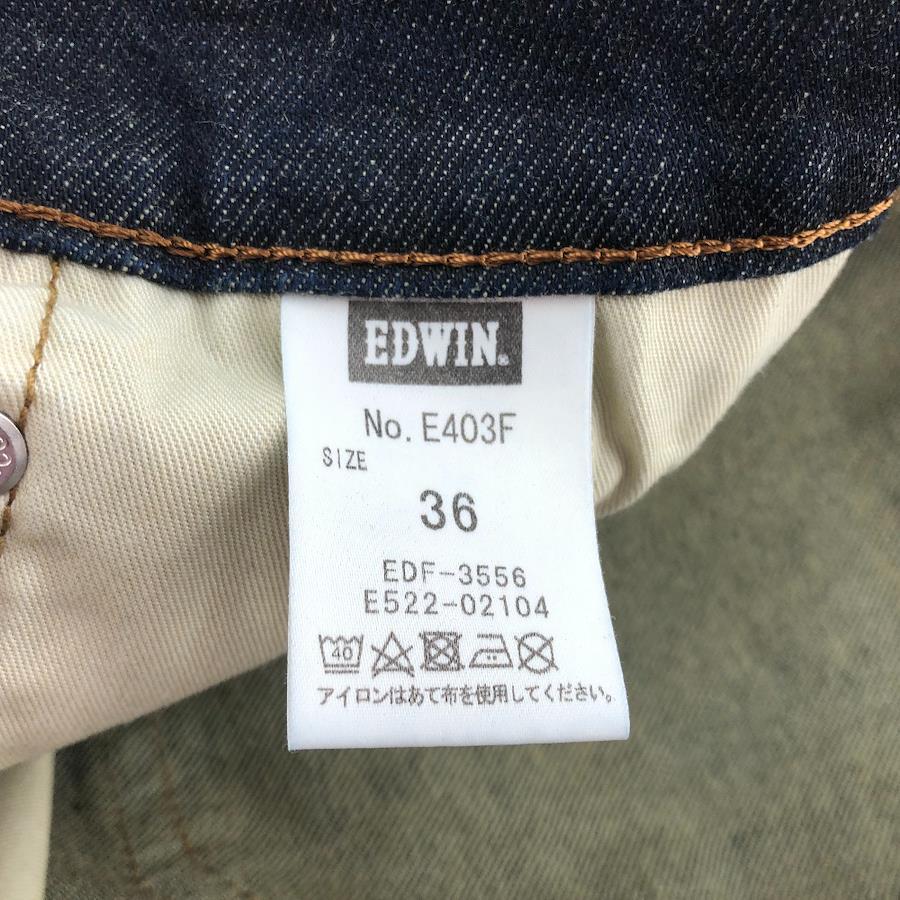 EDWIN®
No. E403F
SIZE
36
EDF-3556
E522-02104
40
アイロンはあて布を使用してください。